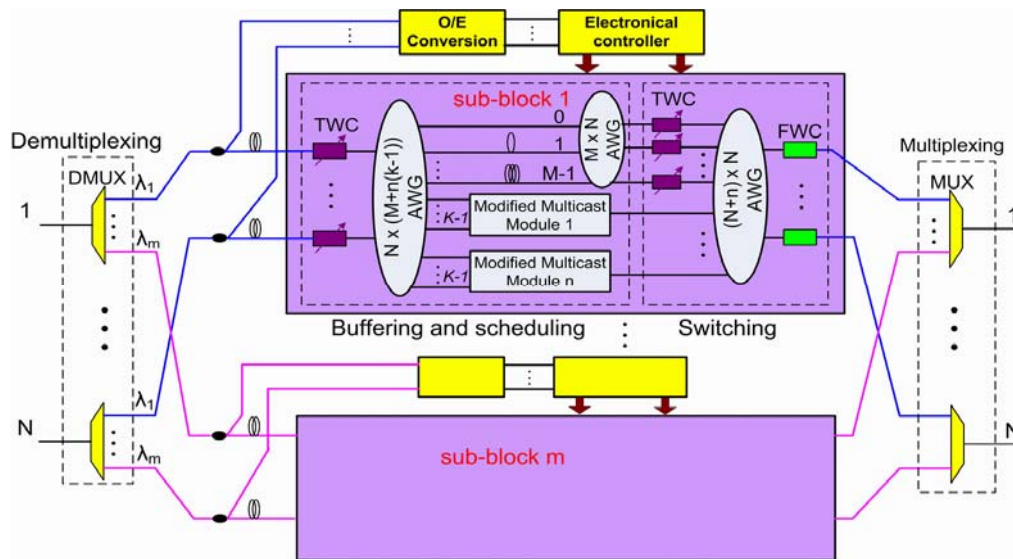 O/E
Conversion
Electronical
controller
sub-block 1
TWC
0
1
M-1
N x (M+n(k-1))
AWG
M x N
AWG
TWC
FWC
(N+n) x N
AWG
K-1
Modified Multicast
Module 1
K-1
Modified Multicast
Module n
Demultiplexing
DMUX
λ1
1
λm
Multiplexing
MUX
1
Buffering and scheduling
Switching
λ1
N
λm
N
sub-block m